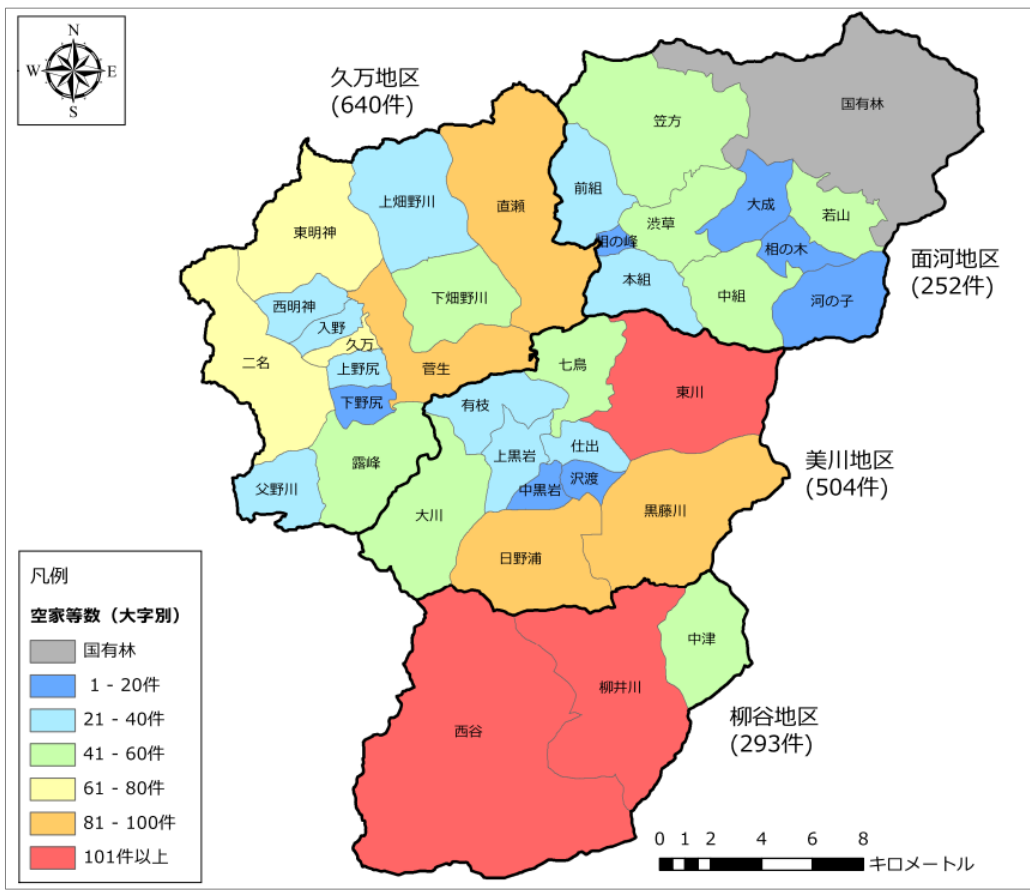 N
W
E
S
久万地区
(640件)
国有林
笠方
前組
上畑野川
直瀬
大成
若山
渋草
東明神
相の峰
相の木
面河地区
(252件)
本組
中組
河の子
下畑野川
西明神
入野
久万
二名
上野尻
菅生
七鳥
東川
下野尻
有枝
上黒岩
仕出
美川地区
(504件)
露峰
父野川
中黒岩
沢渡
大川
黒藤川
日野浦
中津
柳井川
西谷
柳谷地区
(293件)
凡例
空家等数（大字別）
国有林
1 - 20件
21 - 40件
41 - 60件
61 - 80件
81 - 100件
101件以上
0 1 2 4 6 8
キロメートル